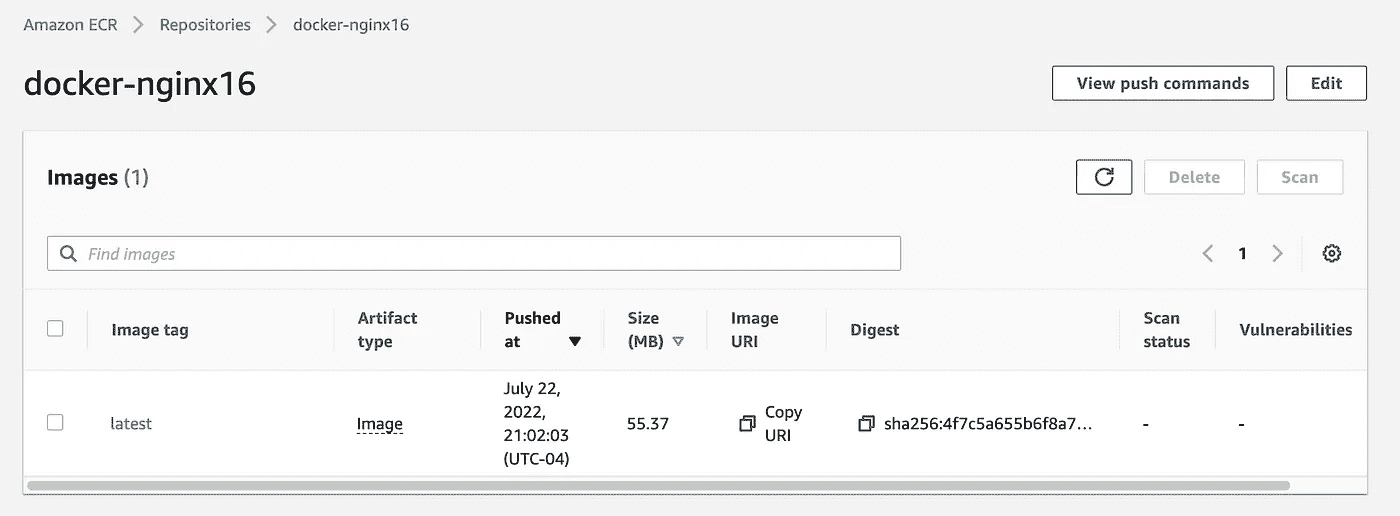 Amazon ECR > Repositories > docker-nginx16
docker-nginx16
View push commands
Edit
Images (1)
Delete
Scan
Find images
1
Image tag
Artifact
type
Pushed
at
Size
(MB)
Image
URI
Digest
Scan
status
Vulnerabilities
latest
Image
July 22,
2022,
21:02:03
(UTC-04)
55.37
Copy
URI
sha256:4f7c5a655b6f8a7...
-
-